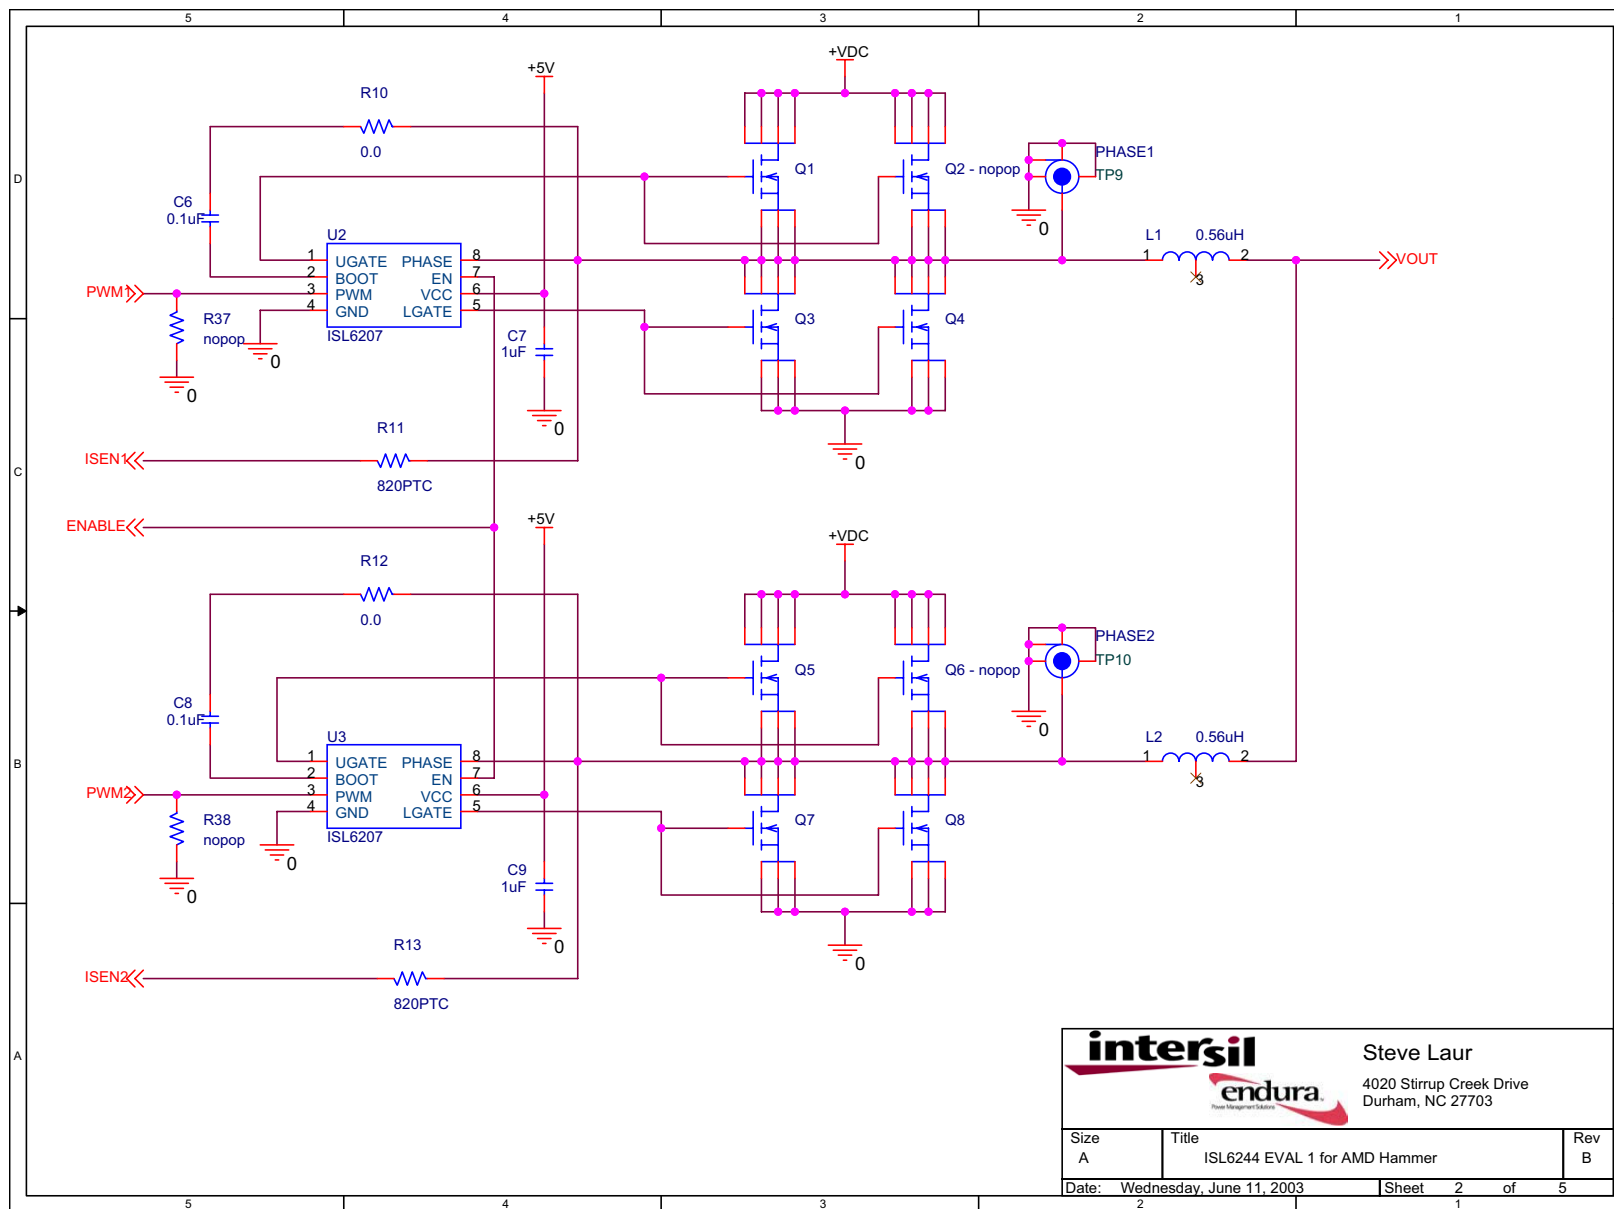 5 4 3 2 1
+VDC
+5V
R10
0.0
PHASE1
TP9
Q1
Q2 - nopop
D
C6
0.1uF
0
U2
L1 0.56uH
1 2
3
VOUT
1 UGATE PHASE 8
2 BOOT EN 7
3 PWM VCC 6
4 GND LGATE 5
ISL6207
PWM1
R37
nopop
0
0
Q3
Q4
C7
1uF
0
0
R11
ISEN1
820PTC
C
ENABLE
+5V
+VDC
R12
0.0
PHASE2
TP10
Q5
Q6 - nopop
C8
0.1uF
0
U3
L2 0.56uH
1 2
3
B
1 UGATE PHASE 8
2 BOOT EN 7
3 PWM VCC 6
4 GND LGATE 5
ISL6207
PWM2
R38
nopop
0
0
Q7
Q8
C9
1uF
0
0
R13
ISEN2
820PTC
A
intersil
endura
Power Management Solutions
Steve Laur
4020 Stirrup Creek Drive
Durham, NC 27703
Size
A
Title
ISL6244 EVAL 1 for AMD Hammer
Rev
B
Date: Wednesday, June 11, 2003
Sheet 2 of 5
5 4 3 2 1